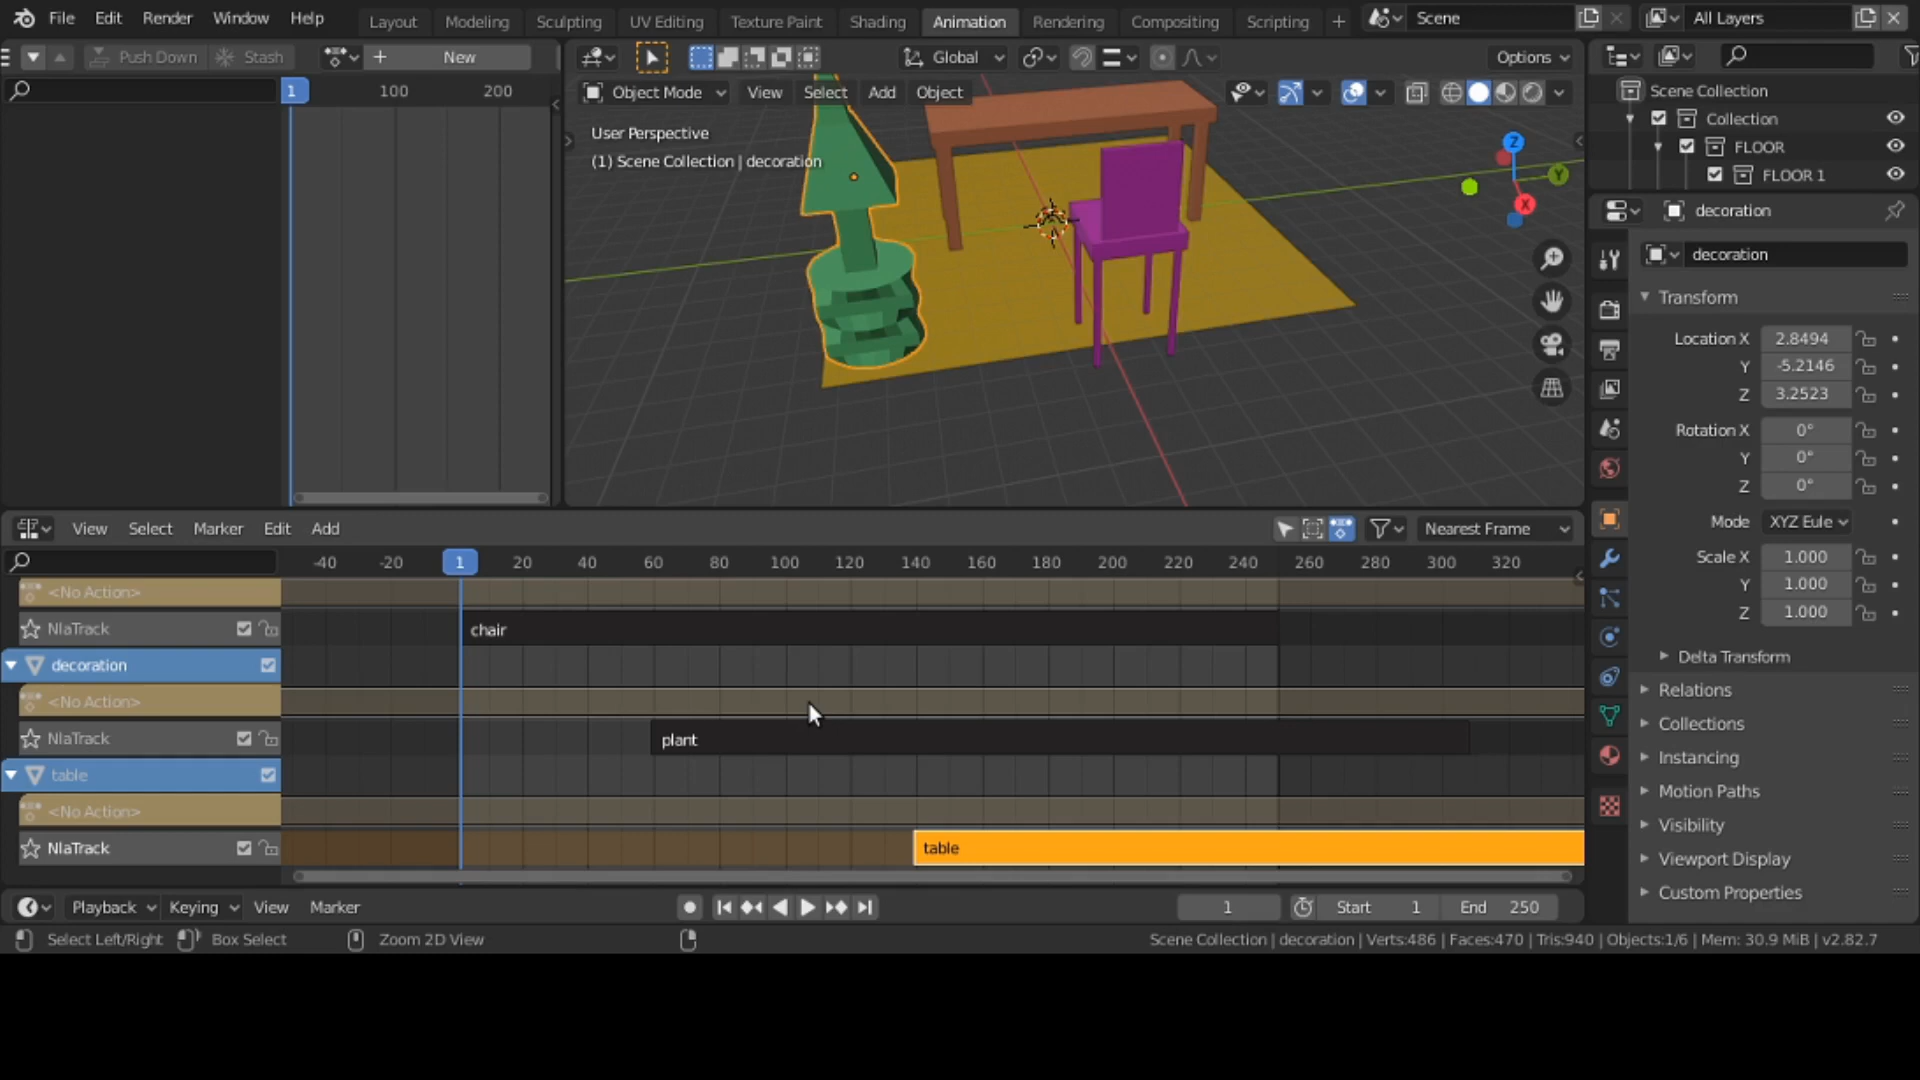 File Edit Render Window Help Layout Modeling Sculpting UV Editing Texture Paint Shading Animation Rendering Compositing Scripting + Scene All Layers
Push Down Stash + New Global Options
1 100 200
Object Mode View Select Add Object
User Perspective
(1) Scene Collection | decoration
Z
Y
X
Scene Collection
Collection
FLOOR
FLOOR 1
decoration
decoration
Transform
Location X 2.8494
Y -5.2146
Z 3.2523
Rotation X 0°
Y 0°
Z 0°
Mode XYZ Eule
Scale X 1.000
Y 1.000
Z 1.000
Delta Transform
Relations
Collections
Instancing
Motion Paths
Visibility
Viewport Display
Custom Properties
View Select Marker Edit Add Nearest Frame
-40 -20 1 20 40 60 80 100 120 140 160 180 200 220 240 260 280 300 320
<No Action>
NlaTrack chair
decoration
<No Action>
NlaTrack plant
table
<No Action>
NlaTrack table
Playback Keying View Marker 1 Start 1 End 250
Select Left/Right Box Select Zoom 2D View Scene Collection | decoration | Verts:486 | Faces:470 | Tris:940 | Objects:1/6 | Mem: 30.9 MiB | v2.82.7